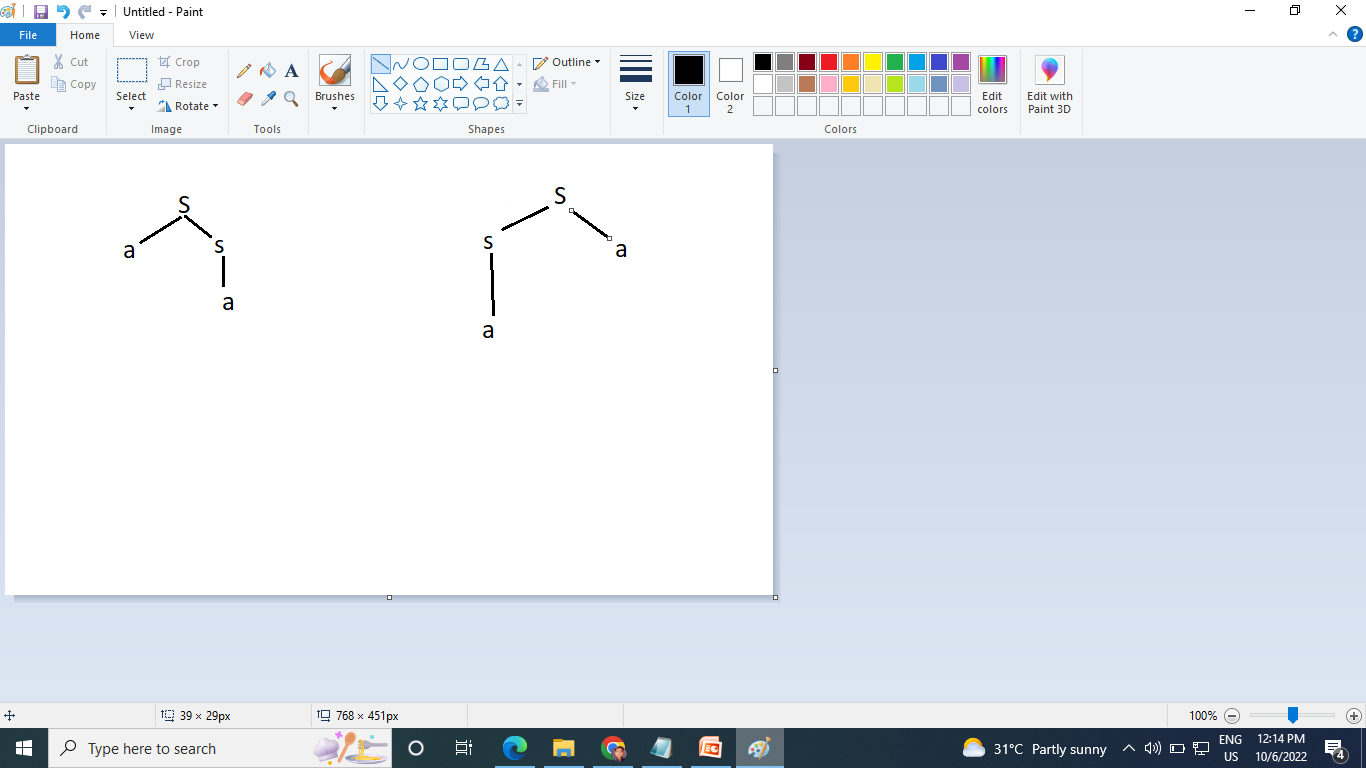 Untitled - Paint
File Home View
Paste
Cut
Copy
Clipboard
Select
Crop
Resize
Rotate
Image
A
Tools
Brushes
Outline
Fill
Shapes
Size
Color 1
Color 2
Edit colors
Colors
Edit with Paint 3D
S
a s
a
S
s a
a
39 × 29px
768 × 451px
100%
Type here to search
31°C Partly sunny
ENG
US
12:14 PM
10/6/2022
4